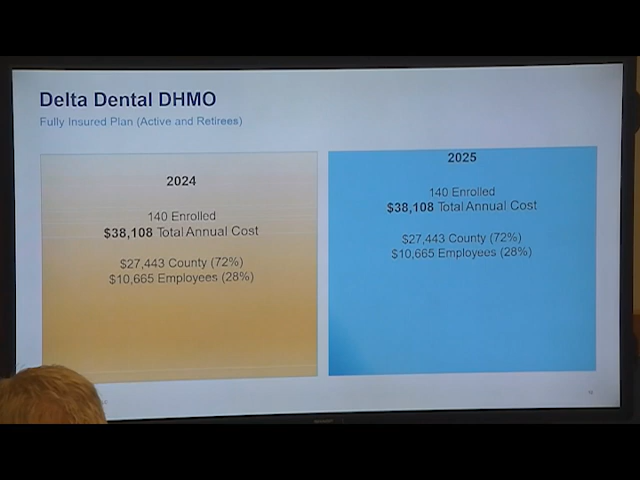 Delta Dental DHMO
Fully Insured Plan (Active and Retirees)
2024
140 Enrolled
$38,108 Total Annual Cost
$27,443 County (72%)
$10,665 Employees (28%)
2025
140 Enrolled
$38,108 Total Annual Cost
$27,443 County (72%)
$10,665 Employees (28%)